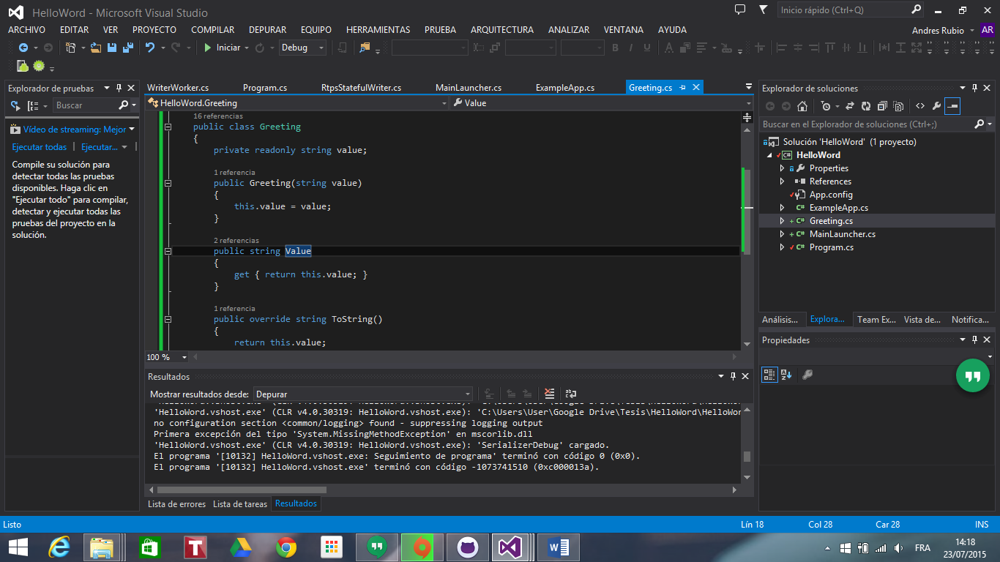 HelloWord - Microsoft Visual Studio
Inicio rápido (Ctrl+Q)
ARCHIVO EDITAR VER PROYECTO COMPILAR DEPURAR EQUIPO HERRAMIENTAS PRUEBA ARQUITECTURA ANALIZAR VENTANA AYUDA
Andres Rubio AR
Iniciar Debug
Explorador de pruebas
Buscar
Vídeo de streaming: Mejor
Ejecutar todas | Ejecutar... |
Compile su solución para
detectar todas las pruebas
disponibles. Haga clic en
"Ejecutar todo" para compilar,
detectar y ejecutar todas las
pruebas del proyecto en la
solución.
WriterWorker.cs Program.cs RtpsStatefulWriter.cs MainLauncher.cs ExampleApp.cs Greeting.cs
HelloWord.Greeting Value
16 referencias
public class Greeting
{
private readonly string value;
1 referencia
public Greeting(string value)
{
this.value = value;
}
2 referencias
public string Value
{
get { return this.value; }
}
1 referencia
public override string ToString()
{
return this.value;
100 %
Resultados
Mostrar resultados desde: Depurar
'HelloWord.vshost.exe' (CLR v4.0.30319: HelloWord.vshost.exe): 'C:\Users\User\Google Drive\Tesis\HelloWord\HelloWor
no configuration section <common/logging> found - suppressing logging output
Primera excepción del tipo 'System.MissingMethodException' en mscorlib.dll
'HelloWord.vshost.exe' (CLR v4.0.30319: HelloWord.vshost.exe): 'SerializerDebug' cargado.
El programa '[10132] HelloWord.vshost.exe: Seguimiento de programa' terminó con código 0 (0x0).
El programa '[10132] HelloWord.vshost.exe' terminó con código -1073741510 (0xc000013a).
Lista de errores Lista de tareas Resultados
Explorador de soluciones
Buscar en el Explorador de soluciones (Ctrl+;)
Solución 'HelloWord' (1 proyecto)
HelloWord
Properties
References
App.config
ExampleApp.cs
Greeting.cs
MainLauncher.cs
Program.cs
Análisis... Explora... Team Ex... Vista de... Notifica...
Propiedades
Listo Lín 18 Col 28 Car 28 INS
FRA
14:18
23/07/2015